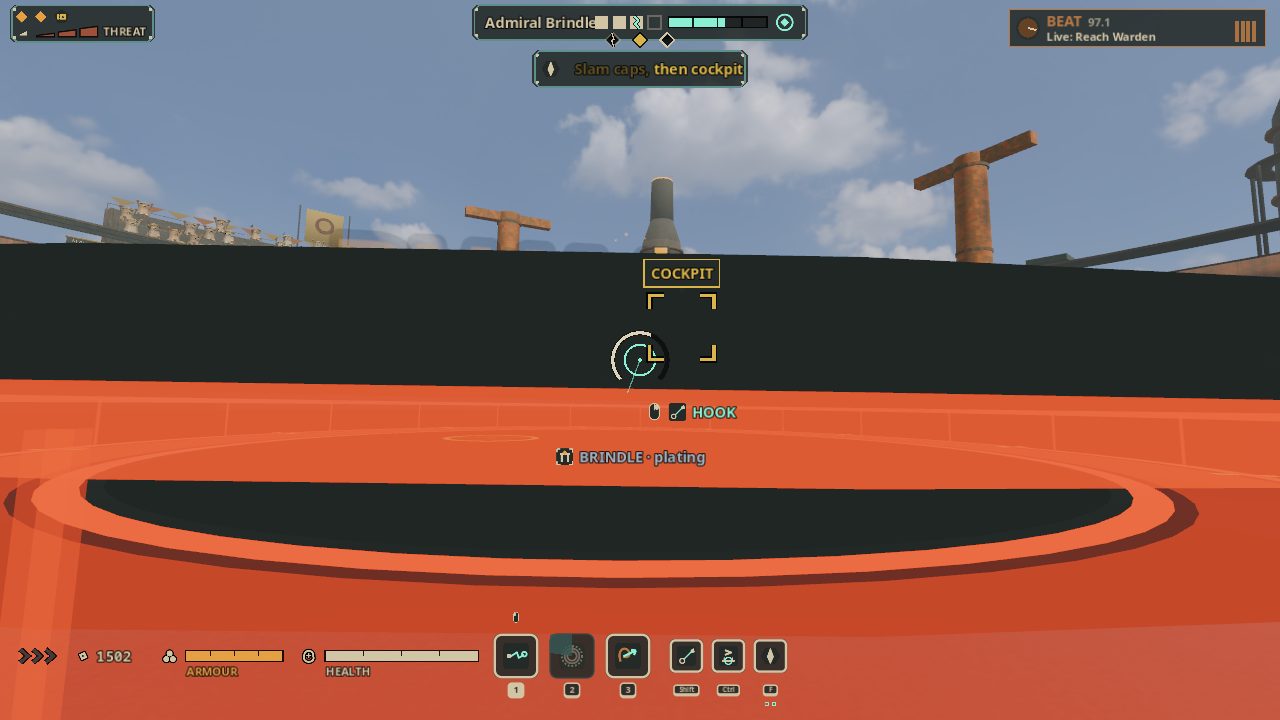 THREAT
Admiral Brindle
BEAT 97.1
Live: Reach Warden
Slam caps, then cockpit
COCKPIT
HOOK
BRINDLE · plating
1502
ARMOUR
HEALTH
1
2
3
Shift
Ctrl
F